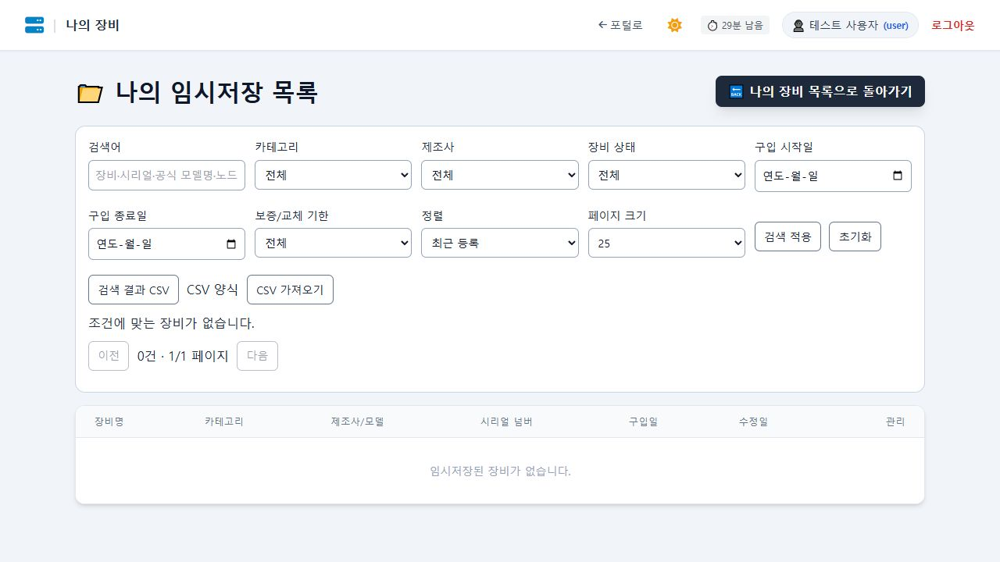 나의 장비
← 포털로
29분 남음
테스트 사용자 (user)
로그아웃
나의 임시저장 목록
BACK 나의 장비 목록으로 돌아가기
검색어
카테고리
제조사
장비 상태
구입 시작일
장비·시리얼·공식 모델명·노드
전체
전체
전체
연도-월-일
구입 종료일
보증/교체 기한
정렬
페이지 크기
연도-월-일
전체
최근 등록
25
검색 적용
초기화
검색 결과 CSV
CSV 양식
CSV 가져오기
조건에 맞는 장비가 없습니다.
이전
0건 · 1/1 페이지
다음
장비명
카테고리
제조사/모델
시리얼 넘버
구입일
수정일
관리
임시저장된 장비가 없습니다.